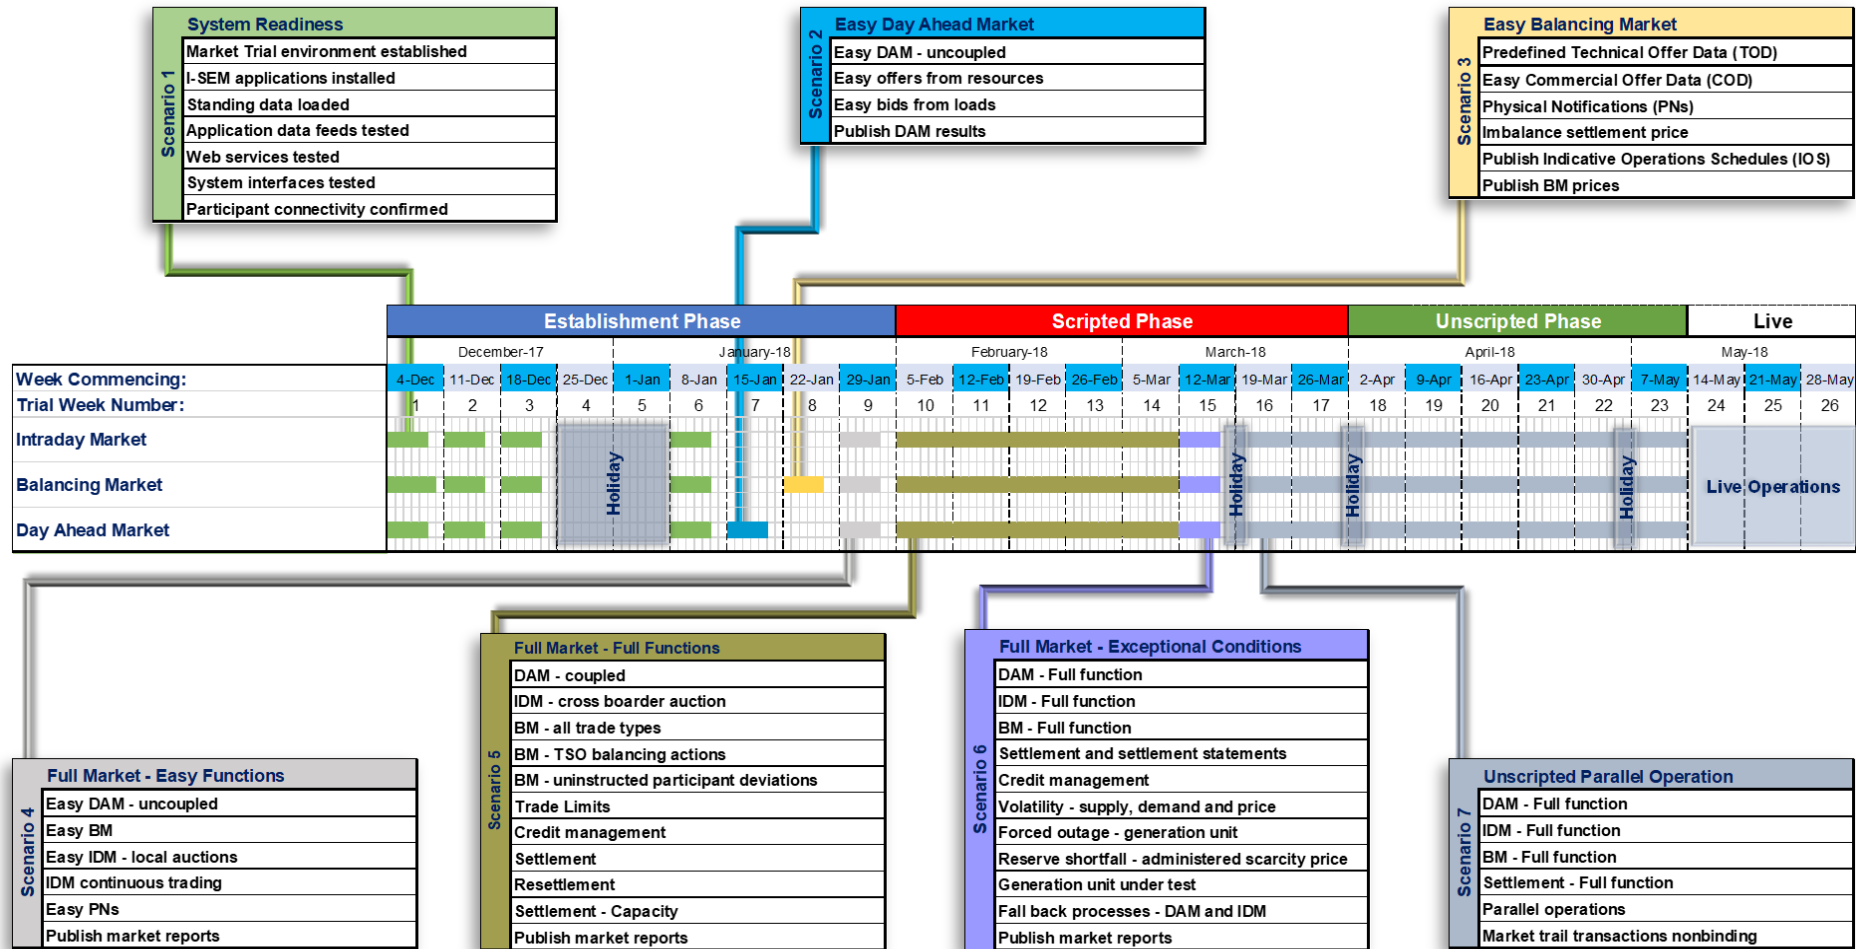 System Readiness
Scenario 1
Market Trial environment established
I-SEM applications installed
Standing data loaded
Application data feeds tested
Web services tested
System interfaces tested
Participant connectivity confirmed
Easy Day Ahead Market
Scenario 2
Easy DAM - uncoupled
Easy offers from resources
Easy bids from loads
Publish DAM results
Easy Balancing Market
Scenario 3
Predefined Technical Offer Data (TOD)
Easy Commercial Offer Data (COD)
Physical Notifications (PNs)
Imbalance settlement price
Publish Indicative Operations Schedules (IOS)
Publish BM prices
Establishment Phase Scripted Phase Unscripted Phase Live
December-17 January-18 February-18 March-18 April-18 May-18
Week Commencing: 4-Dec 11-Dec 18-Dec 25-Dec 1-Jan 8-Jan 15-Jan 22-Jan 29-Jan 5-Feb 12-Feb 19-Feb 26-Feb 5-Mar 12-Mar 19-Mar 26-Mar 2-Apr 9-Apr 16-Apr 23-Apr 30-Apr 7-May 14-May 21-May 28-May
Trial Week Number: 1 2 3 4 5 6 7 8 9 10 11 12 13 14 15 16 17 18 19 20 21 22 23 24 25 26
Intraday Market
Balancing Market
Day Ahead Market
Holiday
Holiday
Holiday
Holiday
Live Operations
Full Market - Easy Functions
Scenario 4
Easy DAM - uncoupled
Easy BM
Easy IDM - local auctions
IDM continuous trading
Easy PNs
Publish market reports
Full Market - Full Functions
Scenario 5
DAM - coupled
IDM - cross boarder auction
BM - all trade types
BM - TSO balancing actions
BM - uninstructed participant deviations
Trade Limits
Credit management
Settlement
Resettlement
Settlement - Capacity
Publish market reports
Full Market - Exceptional Conditions
Scenario 6
DAM - Full function
IDM - Full function
BM - Full function
Settlement and settlement statements
Credit management
Volatility - supply, demand and price
Forced outage - generation unit
Reserve shortfall - administered scarcity price
Generation unit under test
Fall back processes - DAM and IDM
Publish market reports
Unscripted Parallel Operation
Scenario 7
DAM - Full function
IDM - Full function
BM - Full function
Settlement - Full function
Parallel operations
Market trail transactions nonbinding